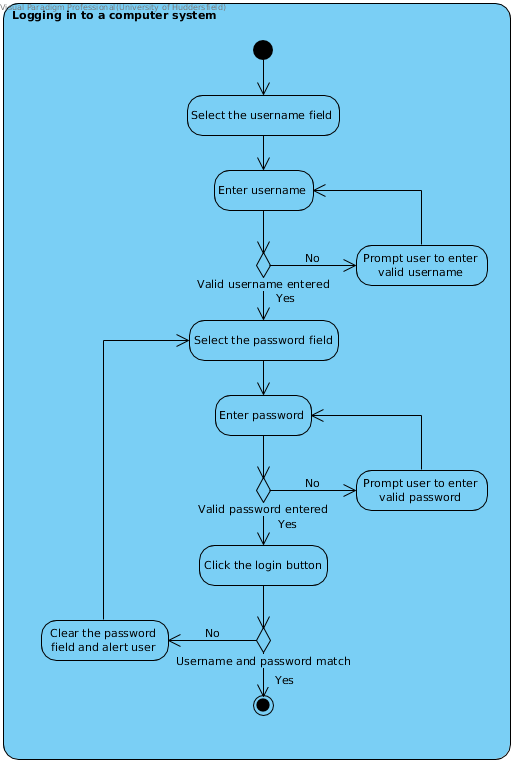 Visual Paradigm Professional(University of Huddersfield)
Logging in to a computer system
Select the username field
Enter username
No
Prompt user to enter
valid username
Valid username entered
Yes
Select the password field
Enter password
No
Prompt user to enter
valid password
Valid password entered
Yes
Click the login button
No
Clear the password
field and alert user
Username and password match
Yes